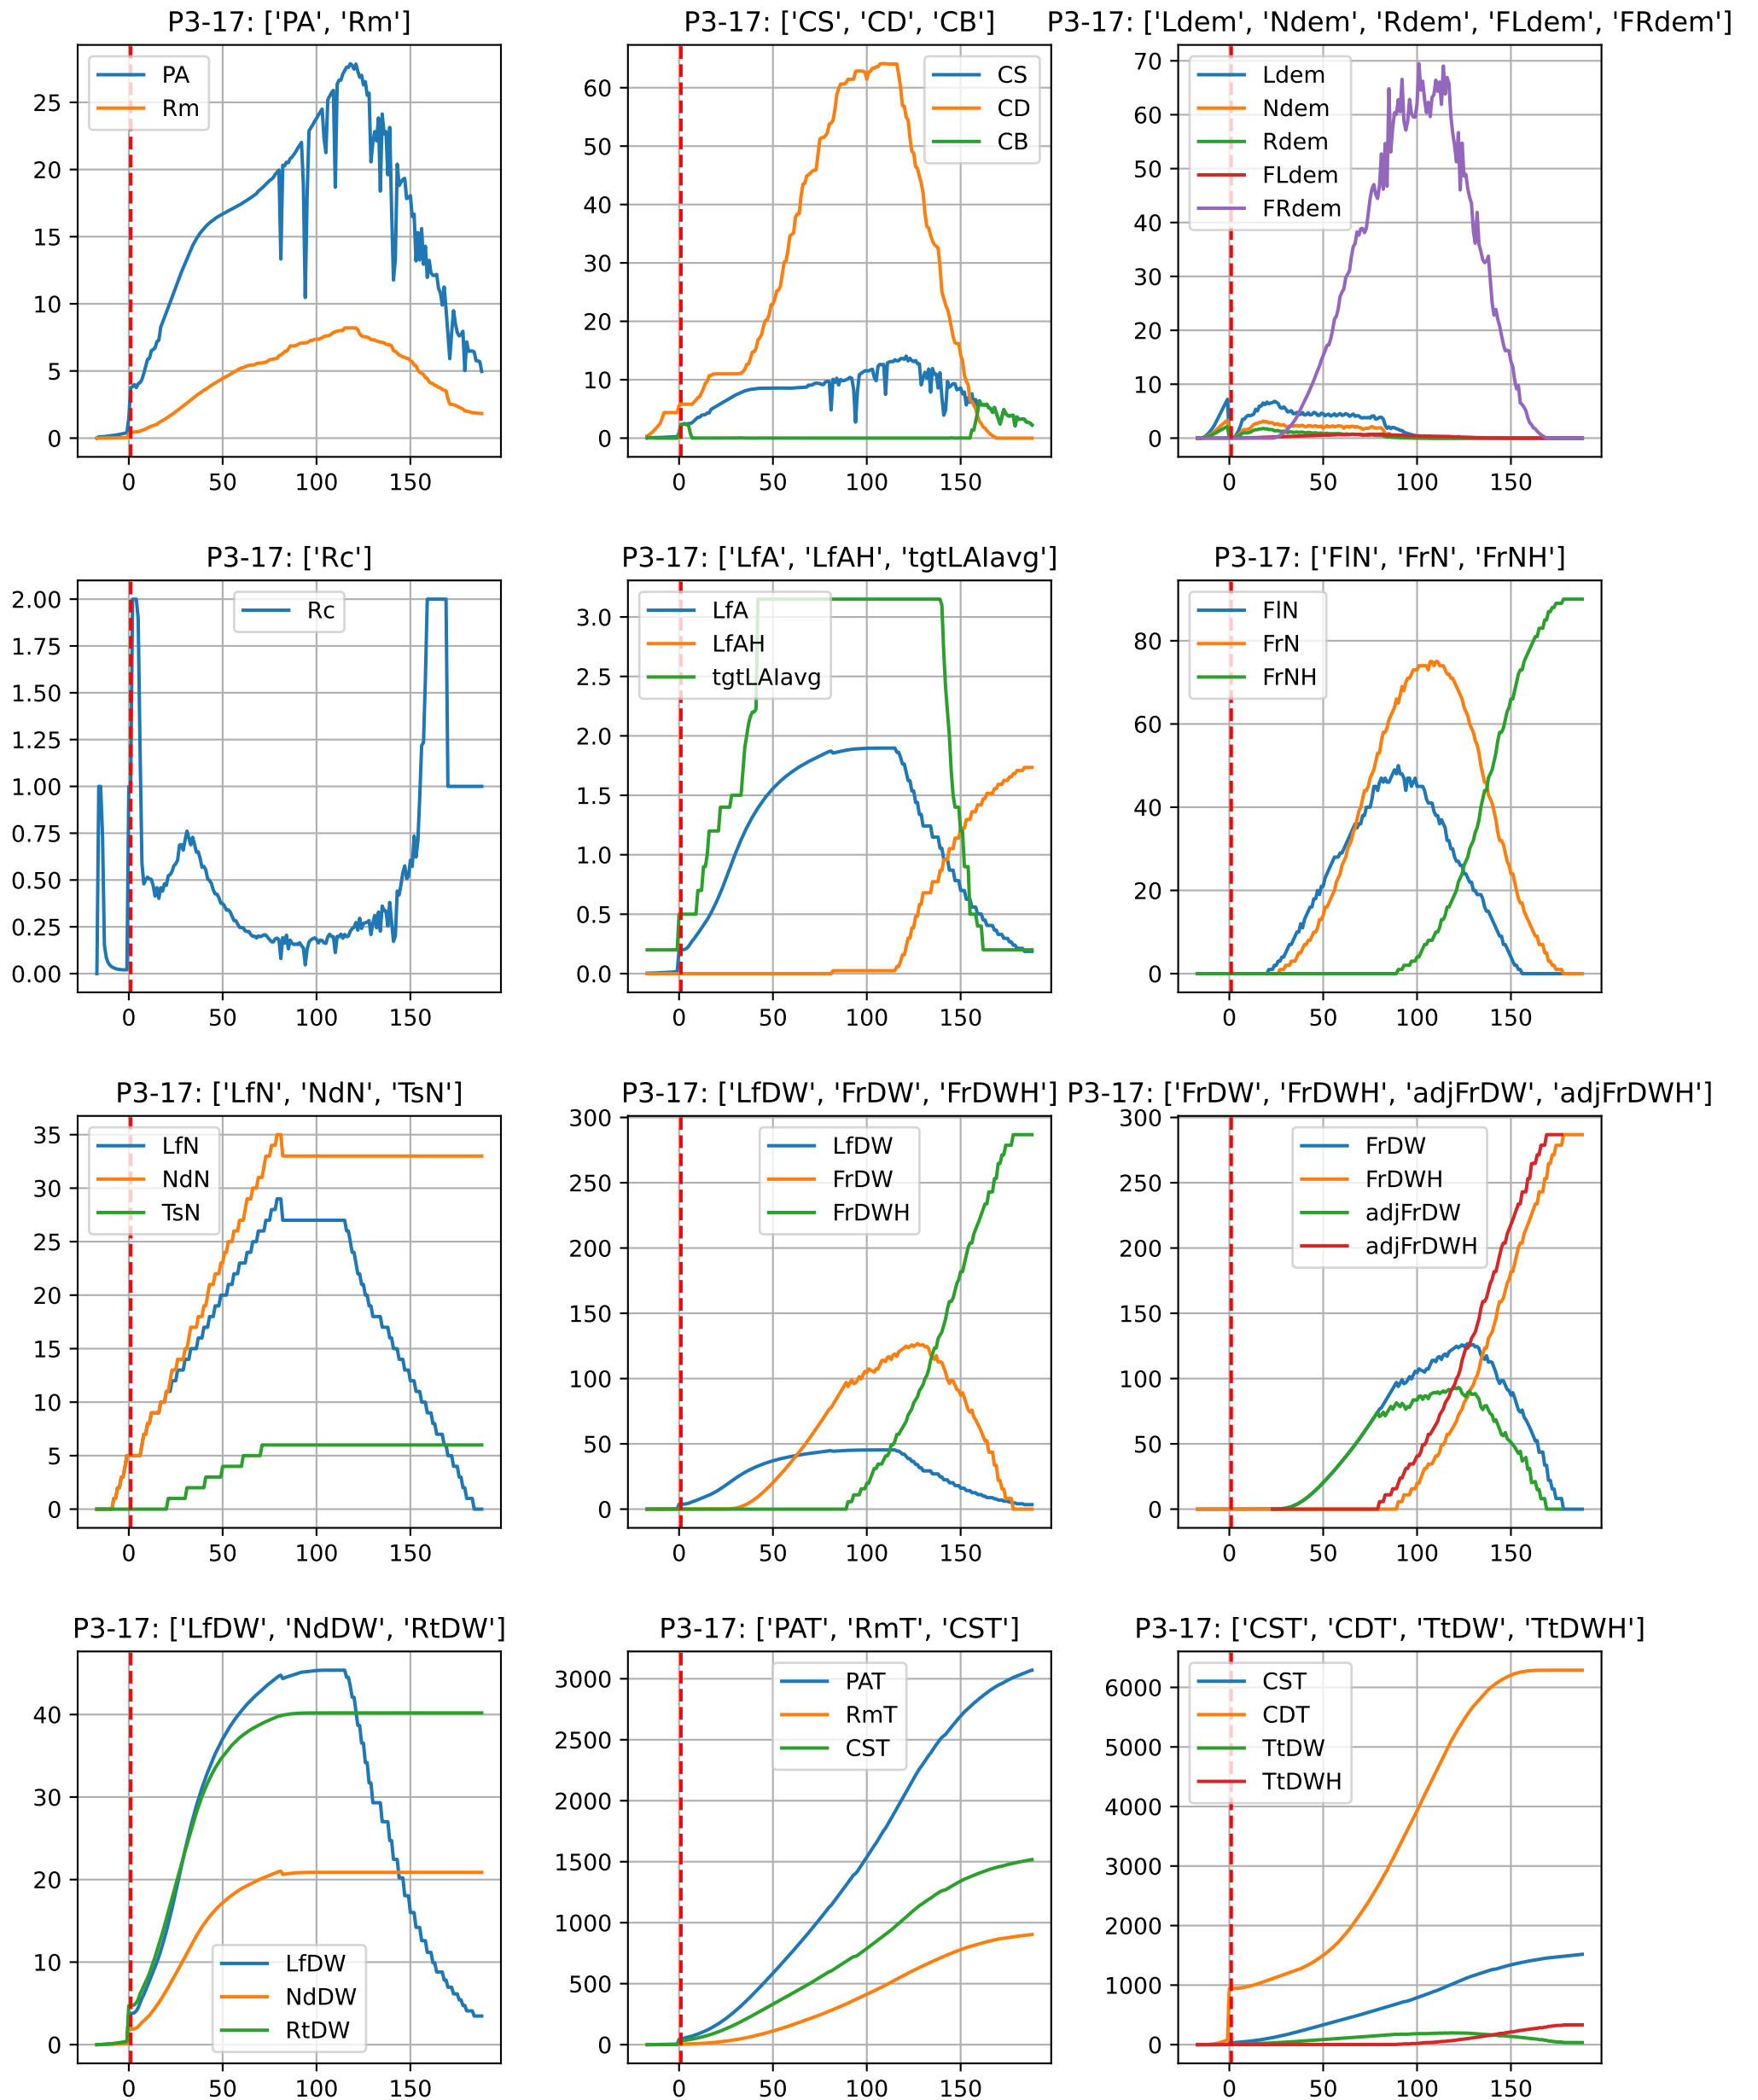 P3-17: ['PA', 'Rm']
PA
Rm
25
20
15
10
5
0
0 50 100 150
P3-17: ['CS', 'CD', 'CB']
CS
CD
CB
60
50
40
30
20
10
0
0 50 100 150
P3-17: ['Ldem', 'Ndem', 'Rdem', 'FLdem', 'FRdem']
Ldem
Ndem
Rdem
FLdem
FRdem
70
60
50
40
30
20
10
0
0 50 100 150
P3-17: ['Rc']
Rc
2.00
1.75
1.50
1.25
1.00
0.75
0.50
0.25
0.00
0 50 100 150
P3-17: ['LfA', 'LfAH', 'tgtLAIavg']
LfA
LfAH
tgtLAIavg
3.0
2.5
2.0
1.5
1.0
0.5
0.0
0 50 100 150
P3-17: ['FlN', 'FrN', 'FrNH']
FlN
FrN
FrNH
80
60
40
20
0
0 50 100 150
P3-17: ['LfN', 'NdN', 'TsN']
LfN
NdN
TsN
35
30
25
20
15
10
5
0
0 50 100 150
P3-17: ['LfDW', 'FrDW', 'FrDWH']
LfDW
FrDW
FrDWH
300
250
200
150
100
50
0
0 50 100 150
P3-17: ['FrDW', 'FrDWH', 'adjFrDW', 'adjFrDWH']
FrDW
FrDWH
adjFrDW
adjFrDWH
300
250
200
150
100
50
0
0 50 100 150
P3-17: ['LfDW', 'NdDW', 'RtDW']
LfDW
NdDW
RtDW
40
30
20
10
0
0 50 100 150
P3-17: ['PAT', 'RmT', 'CST']
PAT
RmT
CST
3000
2500
2000
1500
1000
500
0
0 50 100 150
P3-17: ['CST', 'CDT', 'TtDW', 'TtDWH']
CST
CDT
TtDW
TtDWH
6000
5000
4000
3000
2000
1000
0
0 50 100 150